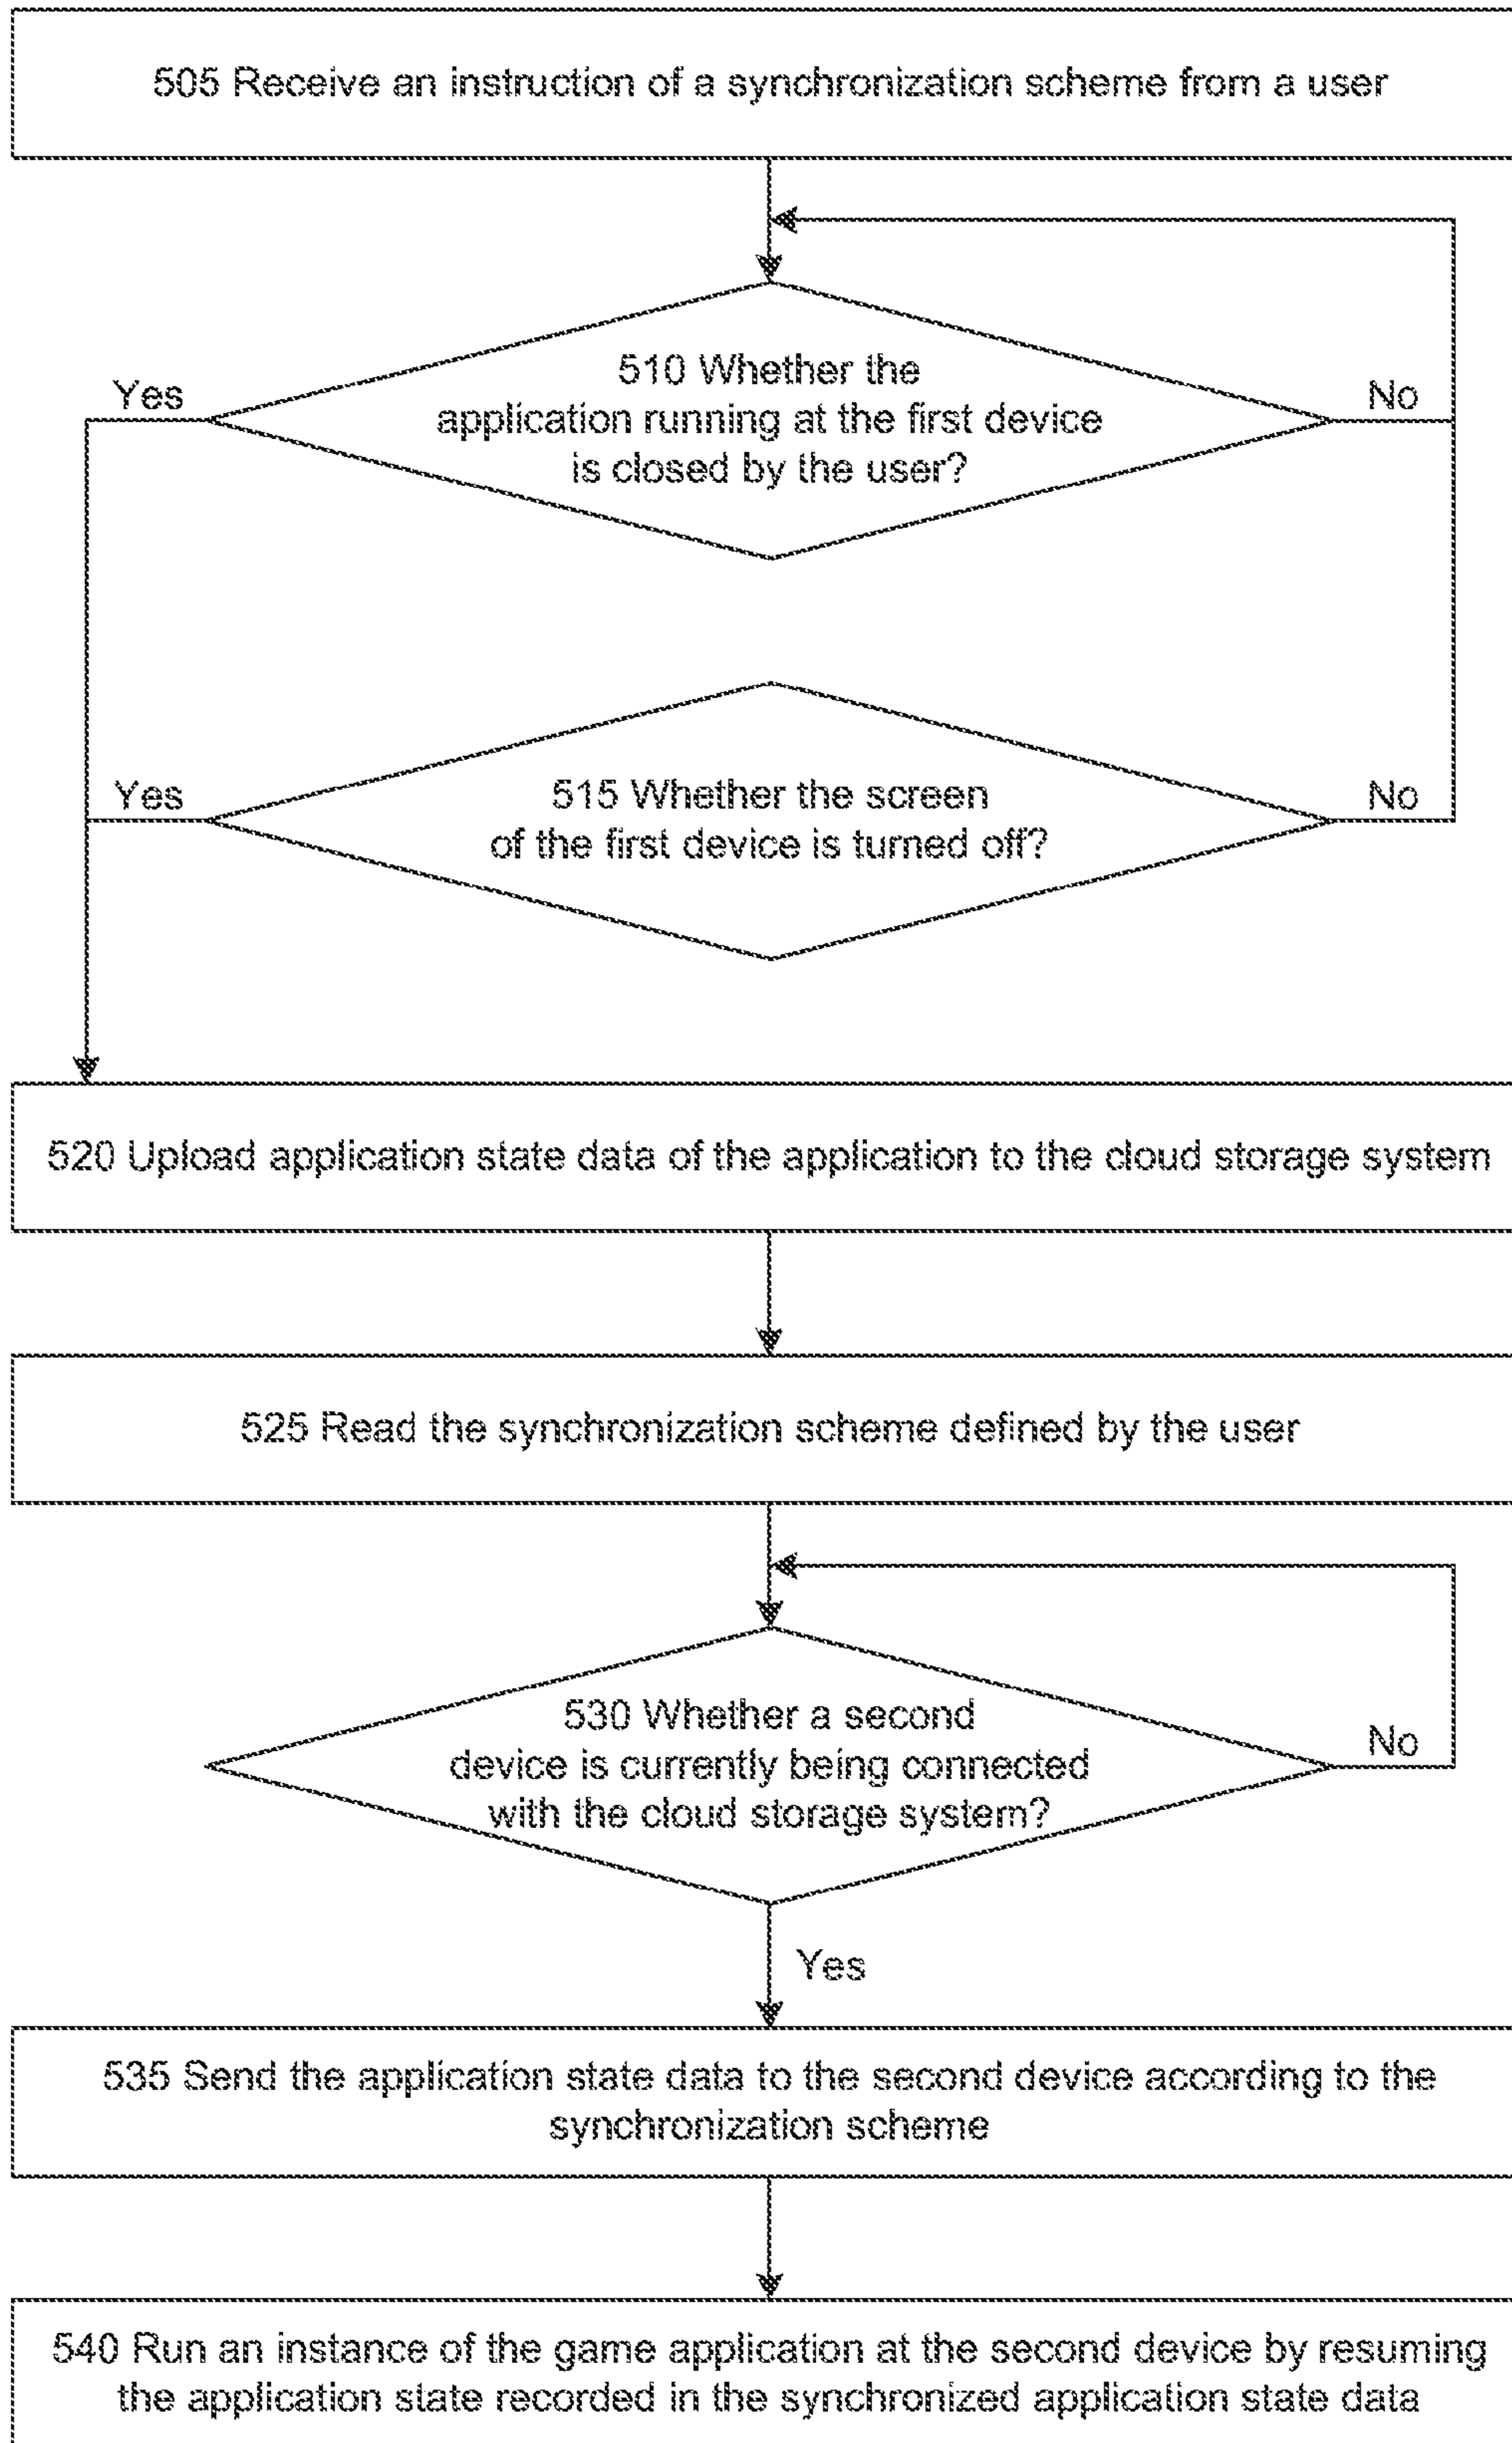 505 Receive an instruction of a synchronization scheme from a user
510 Whether the
application running at the first device
is closed by the user?
Yes
No
515 Whether the screen
of the first device is turned off?
Yes
No
520 Upload application state data of the application to the cloud storage system
525 Read the synchronization scheme defined by the user
530 Whether a second
device is currently being connected
with the cloud storage system?
No
Yes
535 Send the application state data to the second device according to the
synchronization scheme
540 Run an instance of the game application at the second device by resuming
the application state recorded in the synchronized application state data